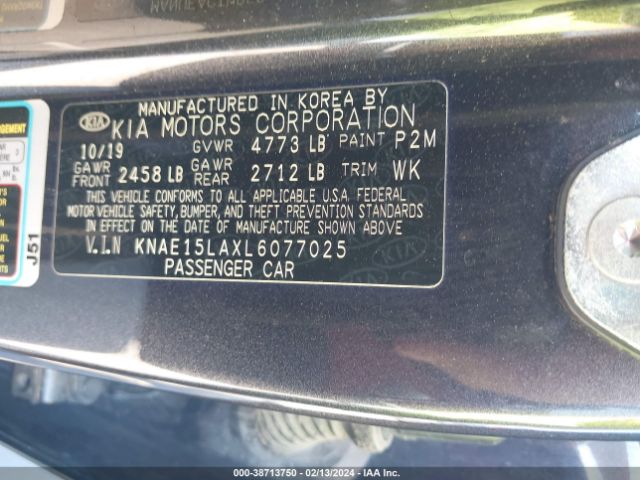 MANUFACTURED IN KOREA BY
KIA KIA MOTORS CORPORATION
10/19 GVWR 4773 LB PAINT P2M
GAWR FRONT 2458 LB GAWR REAR 2712 LB TRIM WK
THIS VEHICLE CONFORMS TO ALL APPLICABLE U.S.A. FEDERAL
MOTOR VEHICLE SAFETY, BUMPER, AND THEFT PREVENTION STANDARDS
IN EFFECT ON THE DATE OF MANUFACTURE SHOWN ABOVE
V.I.N KNAE15LAXL6077025
PASSENGER CAR
J51
000-38713750 — 02/13/2024 — IAA Inc.